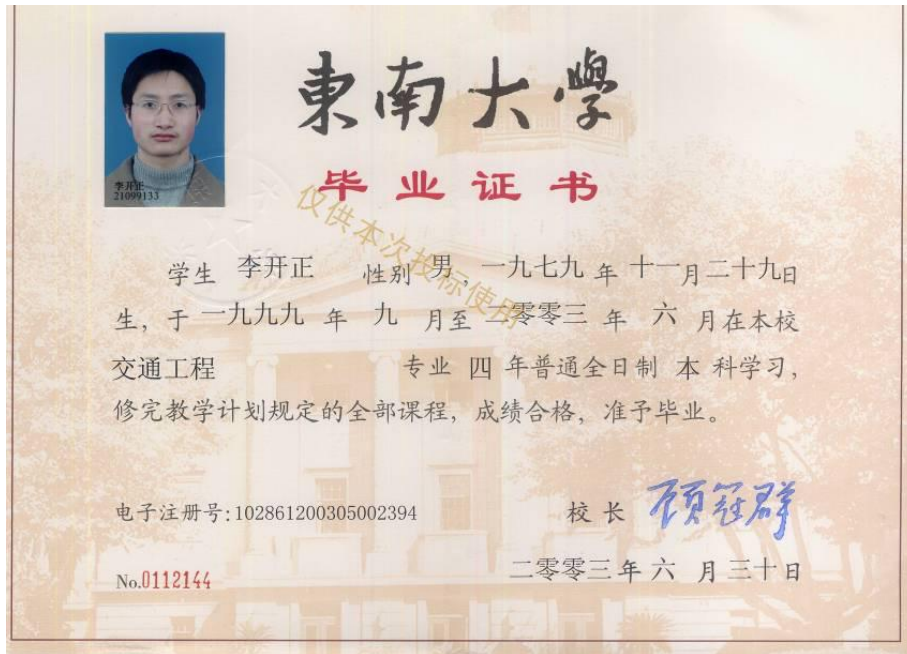 東南大學
毕业证书
李开正
21099133
仅供本次投标使用
学生 李开正 性别 男,一九七九 年 十一月二十九日
生，于 一九九九 年 九 月至 二零零三 年 六 月在本校
交通工程 专业 四 年普通全日制 本 科学习，
修完教学计划规定的全部课程，成绩合格，准予毕业。
电子注册号:102861200305002394
校长 顾冠群
No.0112144
二零零三年六月三十日